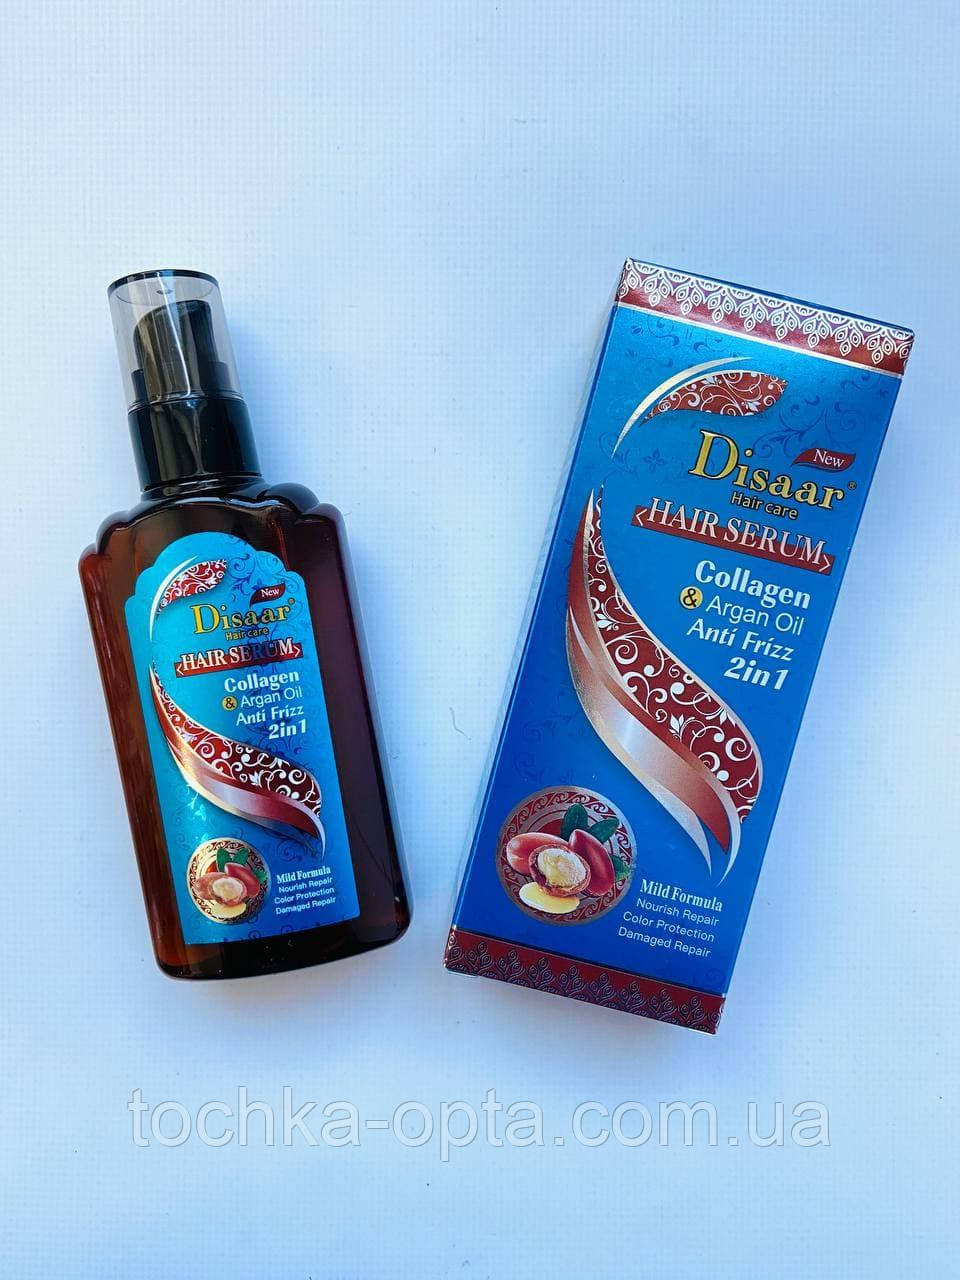 New
Disaar®
Hair care
HAIR SERUM
Collagen
& Argan Oil
Anti Frizz
2in1
Mild Formula
Nourish Repair
Color Protection
Damaged Repair
New
Disaar®
Hair care
HAIR SERUM
Collagen
& Argan Oil
Anti Frizz
2in1
Mild Formula
Nourish Repair
Color Protection
Damaged Repair
tochka-opta.com.ua